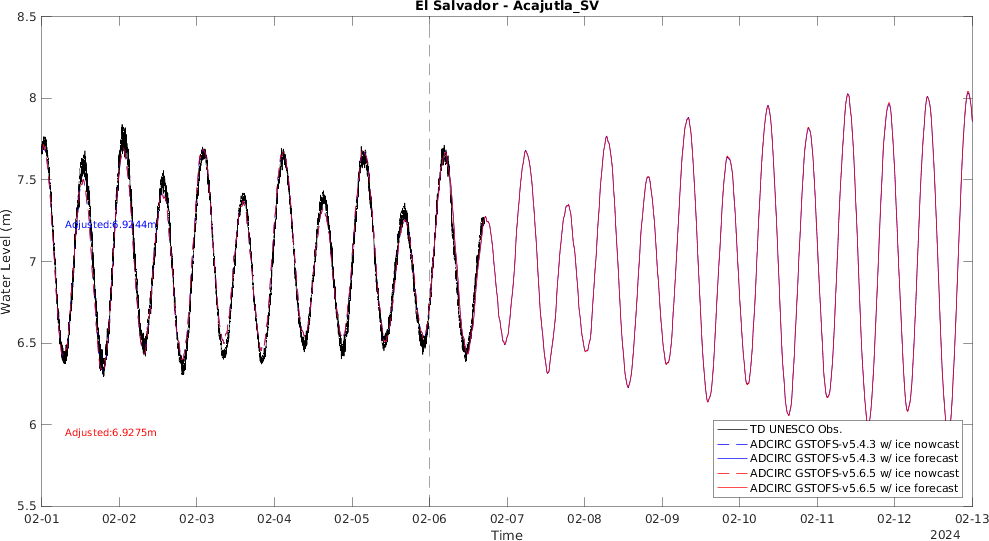 El Salvador - Acajutla_SV
8.5
8
7.5
7
6.5
6
5.5
Water Level (m)
Adjusted:6.9244m
Adjusted:6.9275m
TD UNESCO Obs.
ADCIRC GSTOFS-v5.4.3 w/ ice nowcast
ADCIRC GSTOFS-v5.4.3 w/ ice forecast
ADCIRC GSTOFS-v5.6.5 w/ ice nowcast
ADCIRC GSTOFS-v5.6.5 w/ ice forecast
02-01 02-02 02-03 02-04 02-05 02-06 02-07 02-08 02-09 02-10 02-11 02-12 02-13
Time
2024